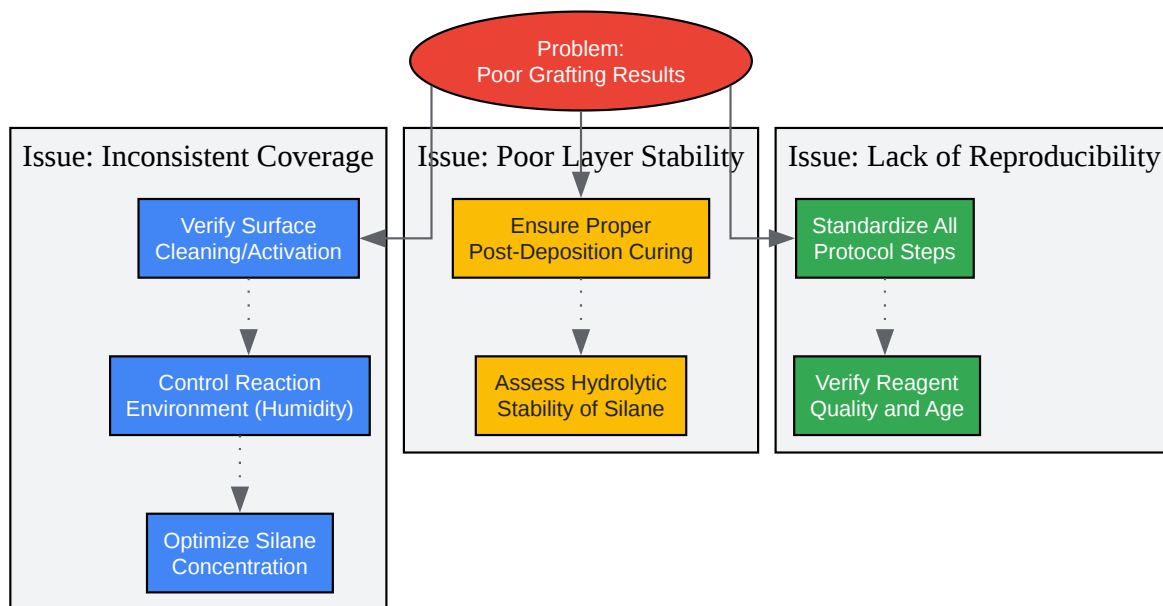 Problem:
Poor Grafting Results
Issue: Inconsistent Coverage
Verify Surface
Cleaning/Activation
Control Reaction
Environment (Humidity)
Optimize Silane
Concentration
Issue: Poor Layer Stability
Ensure Proper
Post-Deposition Curing
Assess Hydrolytic
Stability of Silane
Issue: Lack of Reproducibility
Standardize All
Protocol Steps
Verify Reagent
Quality and Age